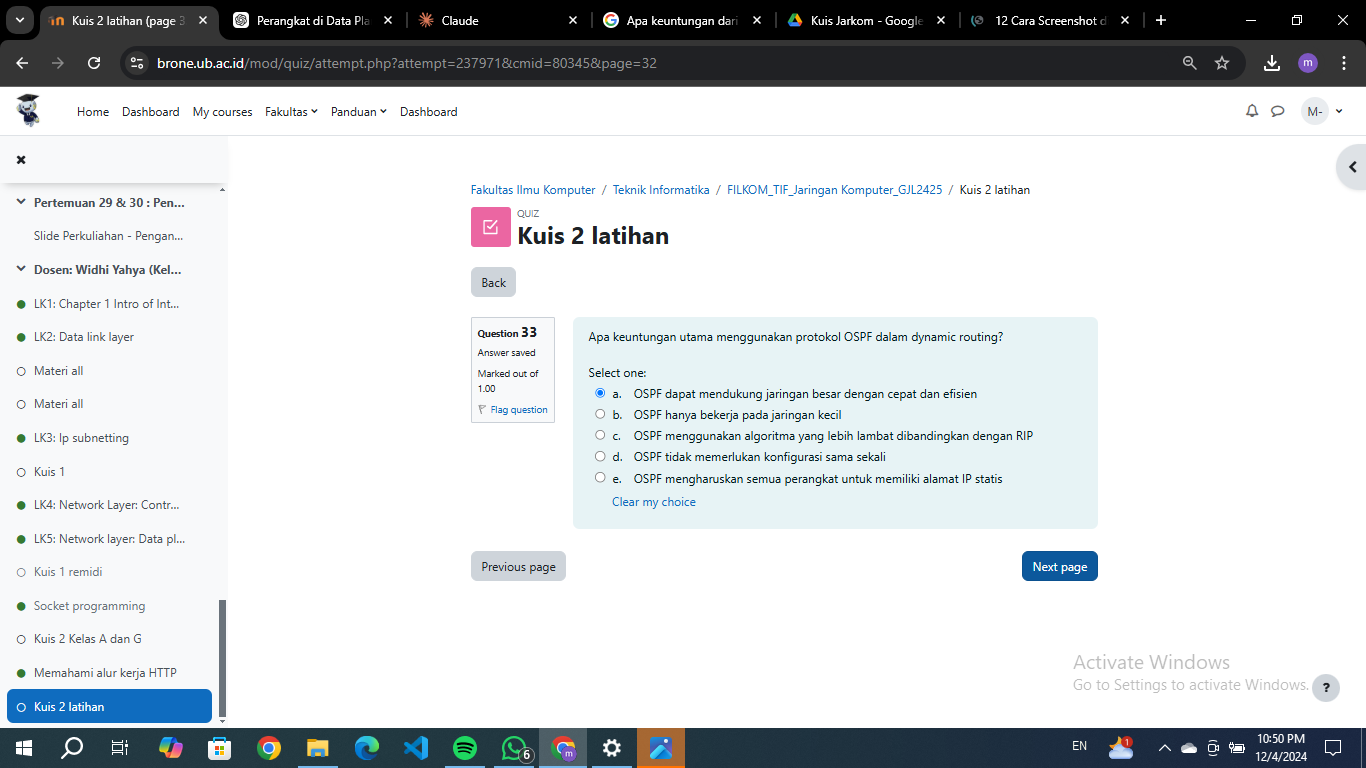 Kuis 2 latihan (page 3
Perangkat di Data Pla
Claude
Apa keuntungan dari
Kuis Jarkom - Google
12 Cara Screenshot d
brone.ub.ac.id/mod/quiz/attempt.php?attempt=237971&cmid=80345&page=32
m
Home Dashboard My courses Fakultas Panduan Dashboard
M-
Pertemuan 29 & 30 : Pen...
Slide Perkuliahan - Pengan...
Dosen: Widhi Yahya (Kel...
LK1: Chapter 1 Intro of Int...
LK2: Data link layer
Materi all
Materi all
LK3: Ip subnetting
Kuis 1
LK4: Network Layer: Contr...
LK5: Network layer: Data pl...
Kuis 1 remidi
Socket programming
Kuis 2 Kelas A dan G
Memahami alur kerja HTTP
Kuis 2 latihan
Fakultas Ilmu Komputer / Teknik Informatika / FILKOM_TIF_Jaringan Komputer_GJL2425 / Kuis 2 latihan
QUIZ
Kuis 2 latihan
Back
Question 33
Answer saved
Marked out of
1.00
Flag question
Apa keuntungan utama menggunakan protokol OSPF dalam dynamic routing?
Select one:
a. OSPF dapat mendukung jaringan besar dengan cepat dan efisien
b. OSPF hanya bekerja pada jaringan kecil
c. OSPF menggunakan algoritma yang lebih lambat dibandingkan dengan RIP
d. OSPF tidak memerlukan konfigurasi sama sekali
e. OSPF mengharuskan semua perangkat untuk memiliki alamat IP statis
Clear my choice
Previous page
Next page
Activate Windows
Go to Settings to activate Windows.
?
6
m
EN
1
10:50 PM
12/4/2024